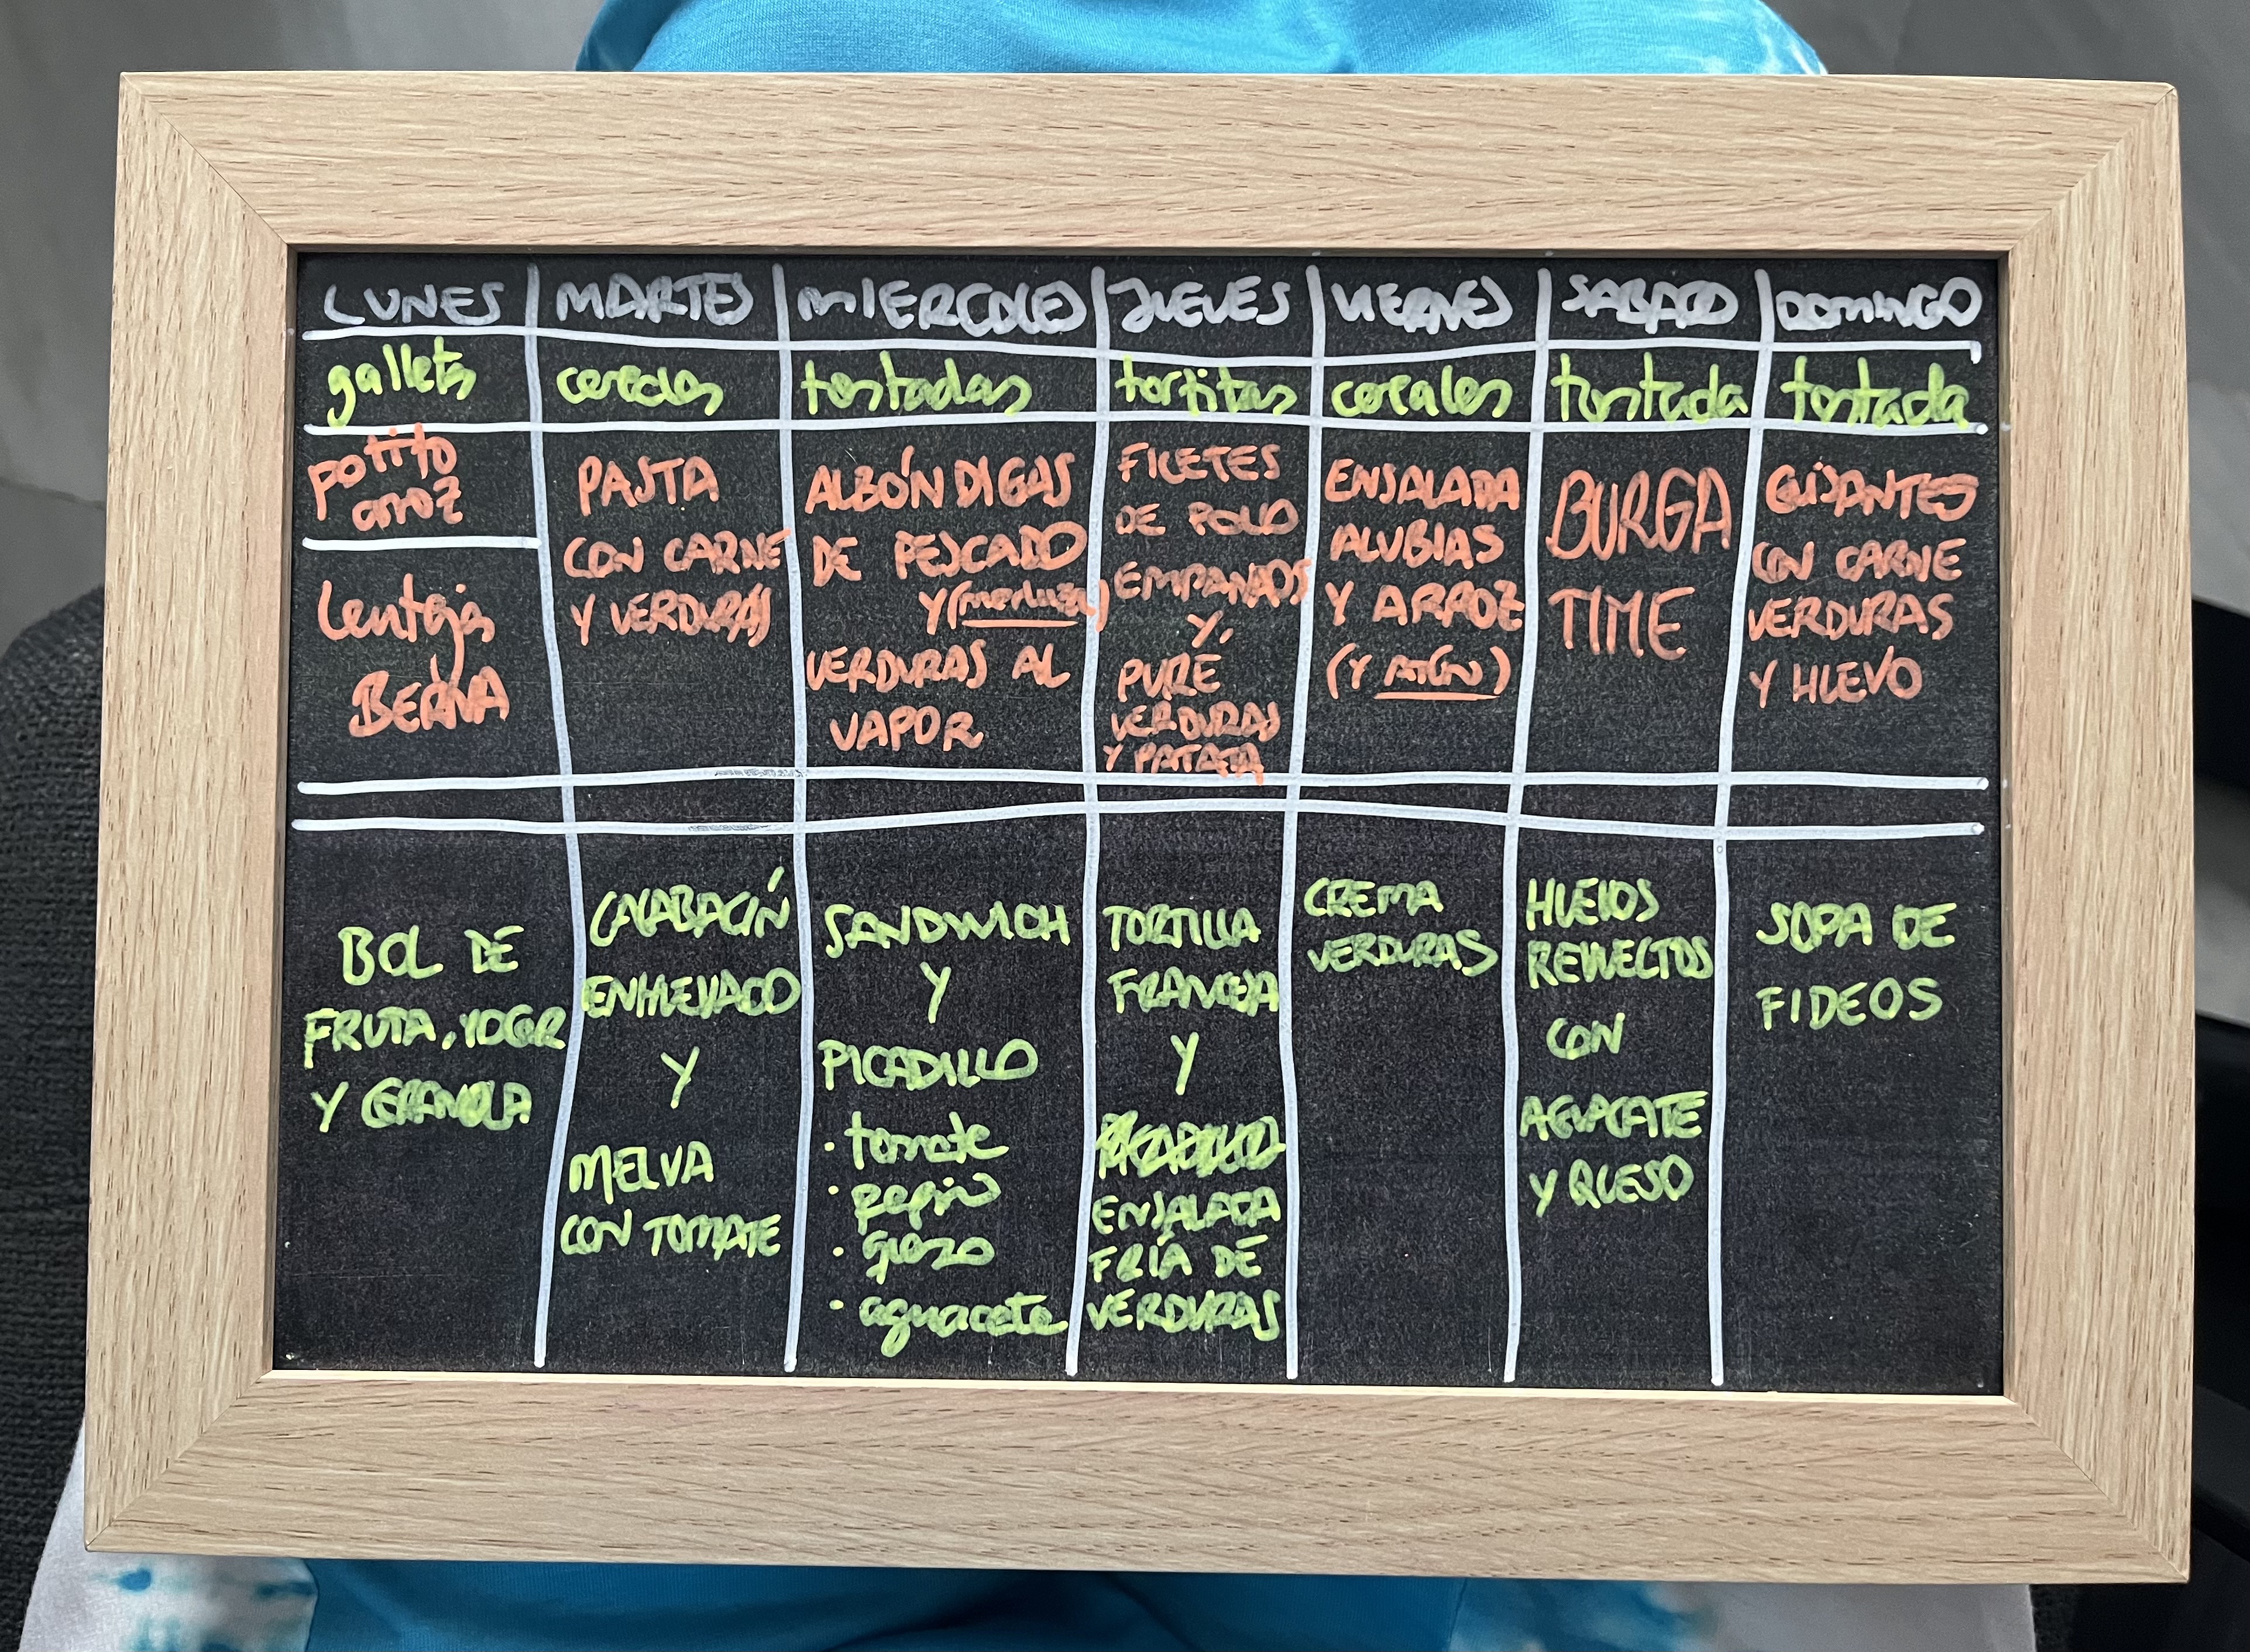 LUNES MARTES MIERCOLES JUEVES VIERNES SABADO DOMINGO
galletas cereales tostadas tortitas cereales tostada tostada
potito
arroz
Lenteja
BERNA
PASTA
CON CARNE
Y VERDURAS
ALBÓNDIGAS
DE PESCADO
Y (merluza)
VERDURAS AL
VAPOR
FILETES
DE POLLO
EMPANADOS
Y
PURÉ
VERDURAS
Y PATATA
ENSALADA
ALUBIAS
Y ARROZ
(Y ATÚN)
BURGA
TIME
GUISANTES
CON CARNE
VERDURAS
Y HUEVO
BOL DE
FRUTA, YOGUR
Y GRANOLA
CALABACÍN
ENHUEVADO
Y
MELVA
CON TOMATE
SANDWICH
Y
PICADILLO
· tomate
· pepino
· aguacate
TORTILLA
FRANCESA
Y
ENSALADA
FRÍA DE
VERDURAS
CREMA
VERDURAS
HUEVOS
REVUELTOS
CON
AGUACATE
Y QUESO
SOPA DE
FIDEOS